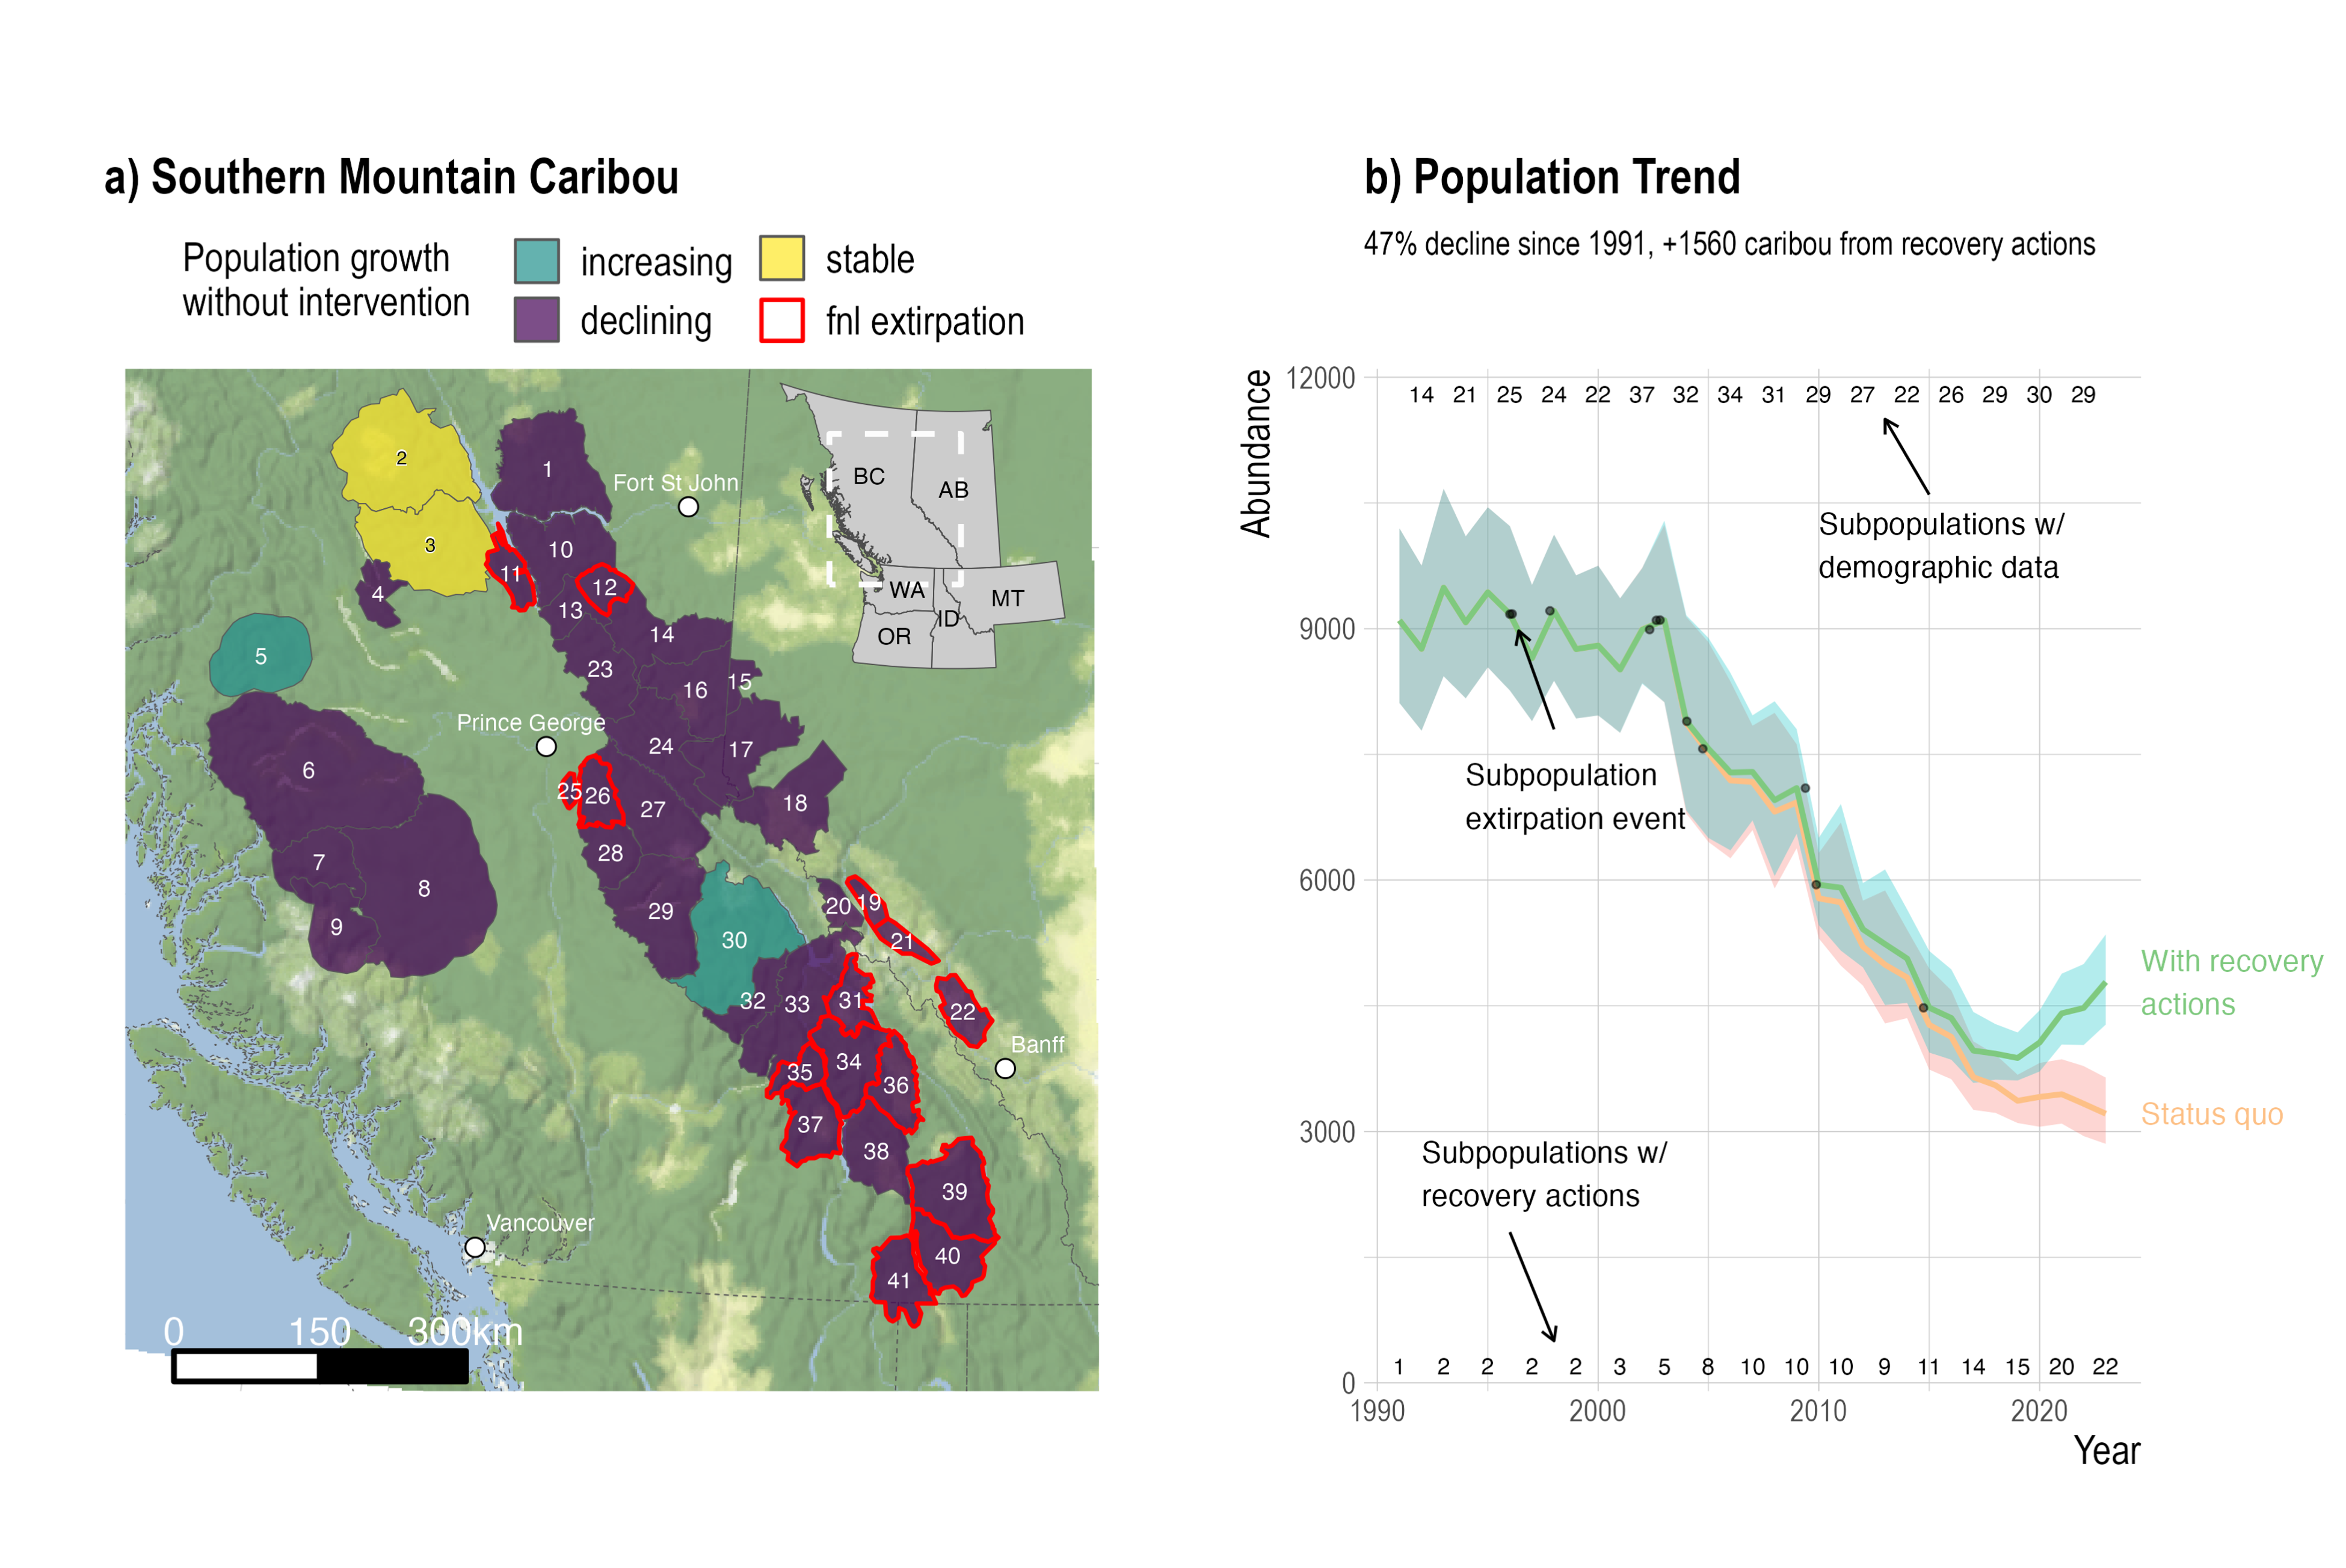 a) Southern Mountain Caribou
Population growth
without intervention
increasing
stable
declining
fnl extirpation
1
2
3
4
5
6
7
8
9
10
11
12
13
14
15
16
17
18
19
20
21
22
23
24
25
26
27
28
29
30
31
32
33
34
35
36
37
38
39
40
41
Fort St John
Prince George
Banff
Vancouver
BC
AB
WA
MT
ID
OR
0 150 300km
b) Population Trend
47% decline since 1991, +1560 caribou from recovery actions
Abundance
12000
9000
6000
3000
0
14 21 25 24 22 37 32 34 31 29 27 22 26 29 30 29
Subpopulations w/
demographic data
Subpopulation
extirpation event
With recovery
actions
Status quo
Subpopulations w/
recovery actions
1 2 2 2 2 3 5 8 10 10 10 9 11 14 15 20 22
1990 2000 2010 2020
Year